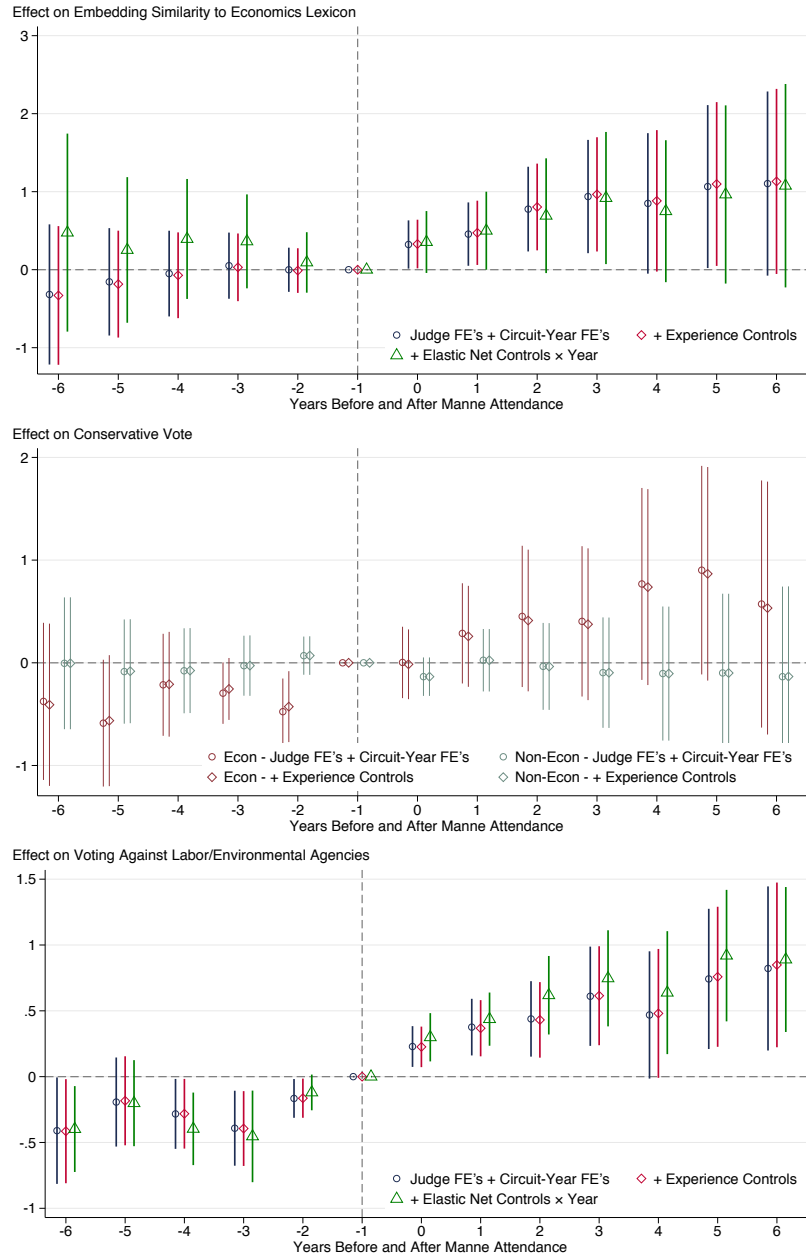 Effect on Embedding Similarity to Economics Lexicon
3
2
1
0
-1
Judge FE's + Circuit-Year FE's + Experience Controls
+ Elastic Net Controls × Year
-6 -5 -4 -3 -2 -1 0 1 2 3 4 5 6
Years Before and After Manne Attendance
Effect on Conservative Vote
2
1
0
-1
Econ - Judge FE's + Circuit-Year FE's Non-Econ - Judge FE's + Circuit-Year FE's
Econ - + Experience Controls Non-Econ - + Experience Controls
-6 -5 -4 -3 -2 -1 0 1 2 3 4 5 6
Years Before and After Manne Attendance
Effect on Voting Against Labor/Environmental Agencies
1.5
1
.5
0
-.5
-1
Judge FE's + Circuit-Year FE's + Experience Controls
+ Elastic Net Controls × Year
-6 -5 -4 -3 -2 -1 0 1 2 3 4 5 6
Years Before and After Manne Attendance